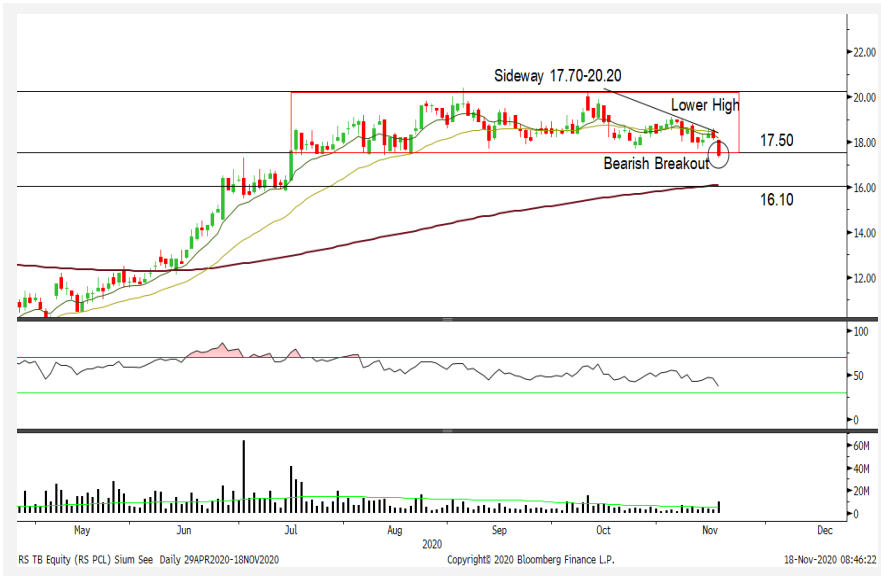 Sideway 17.70-20.20
Lower High
17.50
Bearish Breakout
16.10
22.00
20.00
18.00
16.00
14.00
12.00
100
50
0
60M
40M
20M
0
May Jun Jul Aug Sep Oct Nov Dec
2020
RS TB Equity (RS PCL) Sium See Daily 29APR2020-18NOV2020 Copyright© 2020 Bloomberg Finance L.P. 18-Nov-2020 08:46:22